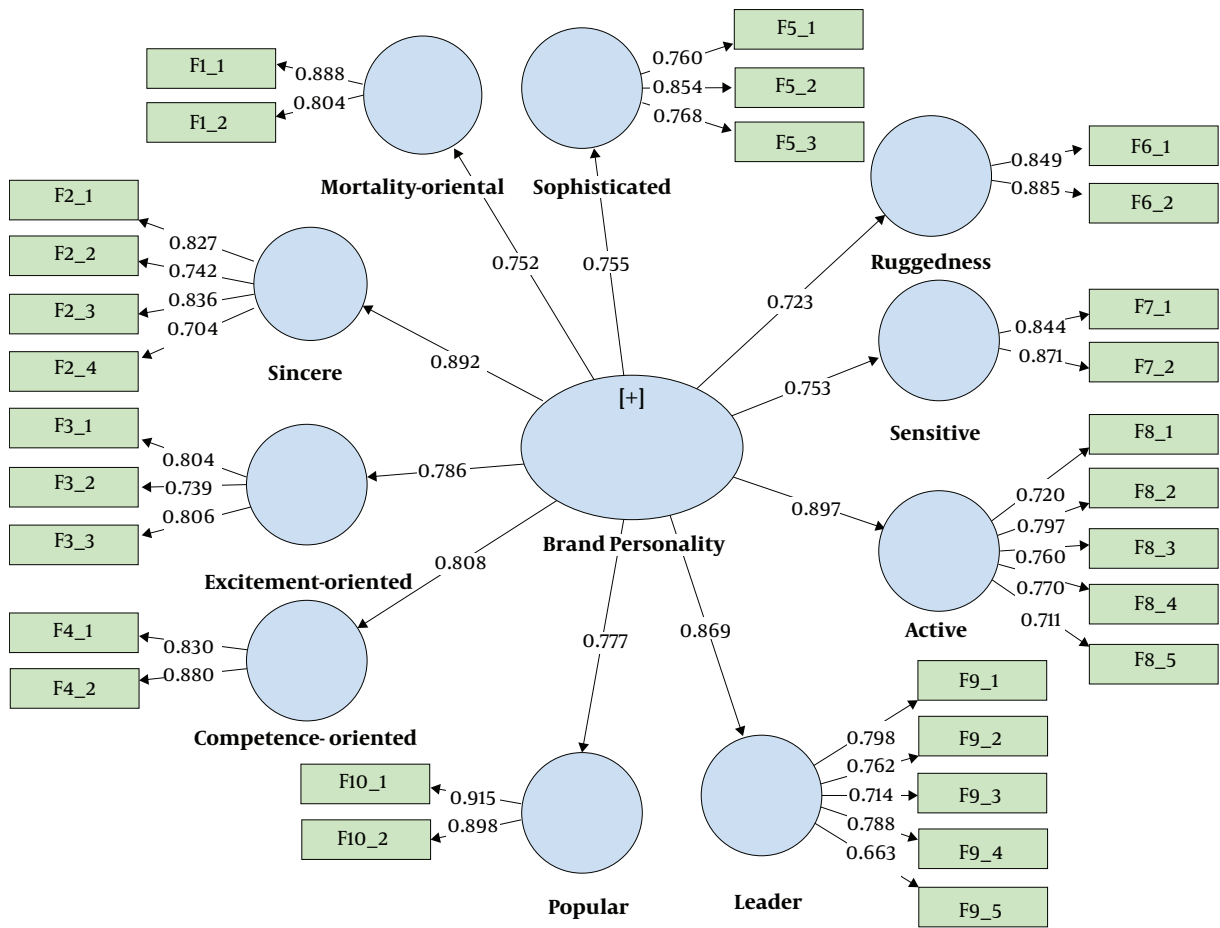 F1_1
0.888
F1_2
0.804
Mortality-oriental
F5_1
0.760
F5_2
0.854
F5_3
0.768
Sophisticated
F6_1
0.849
F6_2
0.885
Ruggedness
F2_1
0.827
F2_2
0.742
F2_3
0.836
F2_4
0.704
Sincere
0.752
0.755
0.723
0.892
0.753
F7_1
0.844
F7_2
0.871
Sensitive
[+]
Brand Personality
F3_1
0.804
F3_2
0.739
F3_3
0.806
Excitement-oriented
0.786
0.897
0.808
0.777
0.869
F8_1
0.720
F8_2
0.797
F8_3
0.760
F8_4
0.770
F8_5
0.711
Active
F4_1
0.830
F4_2
0.880
Competence- oriented
F10_1
0.915
F10_2
0.898
Popular
F9_1
0.798
F9_2
0.762
F9_3
0.714
F9_4
0.788
F9_5
0.663
Leader